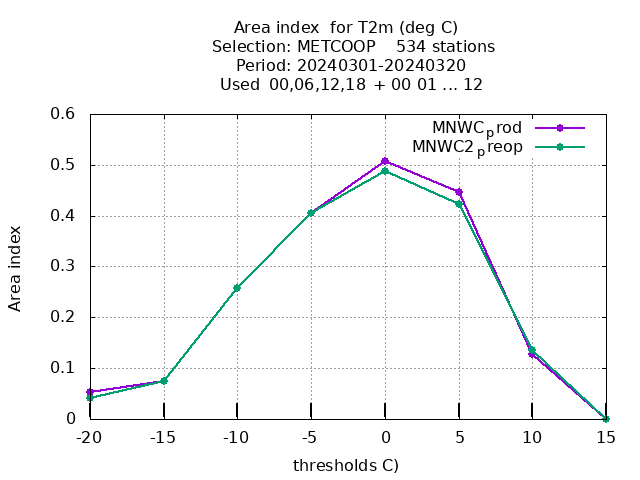 Area index  for T2m (deg C)
Selection: METCOOP    534 stations
Period: 20240301-20240320
Used  00,06,12,18  + 00 01 ... 12
MNWCprod
MNWC2preop
0.6
0.5
0.4
0.3
0.2
0.1
0
Area index
-20
-15
-10
-5
0
5
10
15
thresholds C)